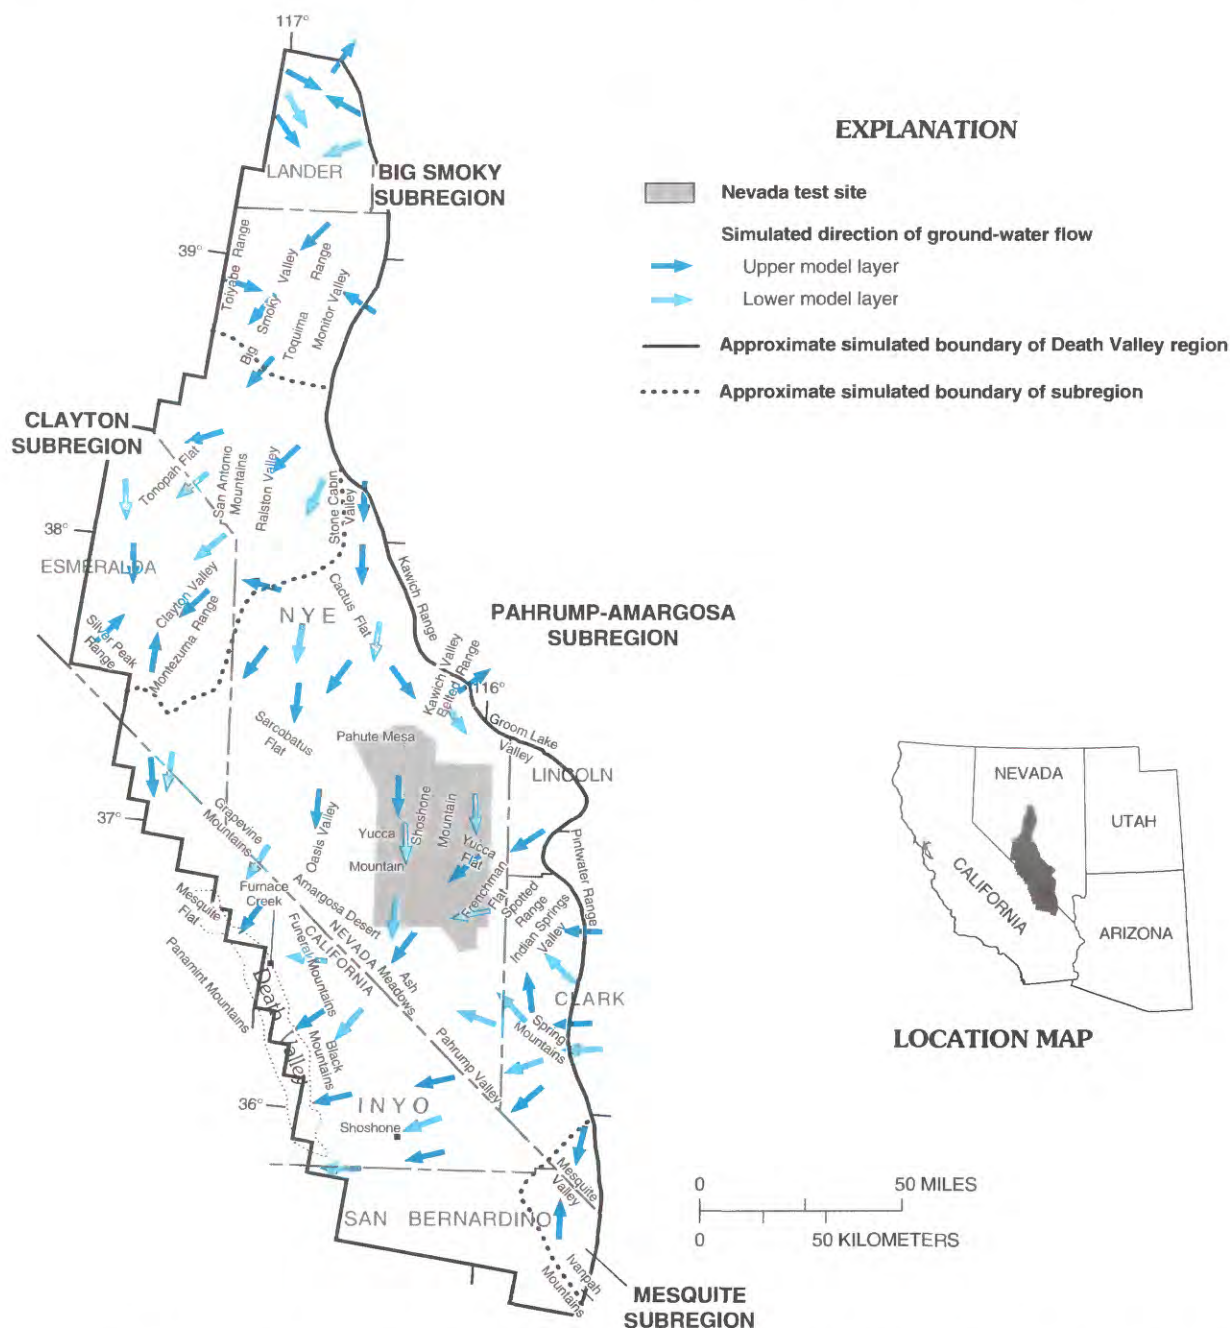 117°
EXPLANATION
LANDER
BIG SMOKY
SUBREGION
Nevada test site
Simulated direction of ground-water flow
Upper model layer
Lower model layer
Approximate simulated boundary of Death Valley region
Approximate simulated boundary of subregion
39°
Toiyabe Range
Big Smoky Valley
Toquima Range
Monitor Valley
CLAYTON
SUBREGION
Tonopah Flat
San Antonio
Mountains
Ralston Valley
Stone Cabin
Valley
38°
ESMERALDA
Clayton Valley
Silver Peak
Range
Montezuma Range
NYE
Cactus Flat
Kawich Range
PAHRUMP-AMARGOSA
SUBREGION
Kawich Valley
Belted Range
116°
Groom Lake
Valley
Sarcobatus
Flat
Pahute Mesa
LINCOLN
NEVADA
UTAH
CALIFORNIA
ARIZONA
LOCATION MAP
37°
Grapevine
Mountains
Oasis Valley
Yucca
Mountain
Shoshone
Mountain
Yucca
Flat
Frenchman
Flat
Pintwater Range
Spotted
Range
Indian Springs
Valley
Mesquite
Flat
Furnace
Creek
Amargosa Desert
NEVADA
CALIFORNIA
Funeral Mountains
Ash
Meadows
Panamint Mountains
Death Valley
Black
Mountains
CLARK
Spring
Mountains
Pahrump Valley
36°
INYO
Shoshone
Mesquite
Valley
SAN BERNARDINO
Ivanpah
Mountains
0 50 MILES
0 50 KILOMETERS
MESQUITE
SUBREGION